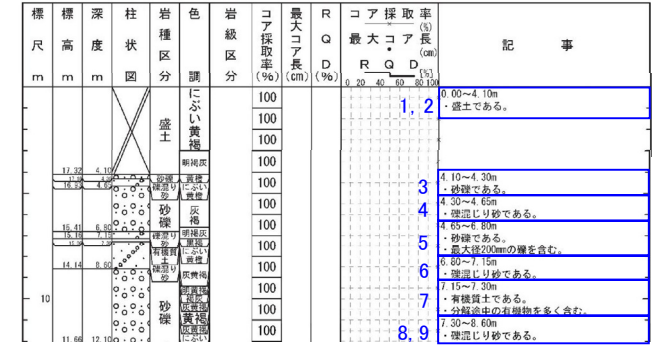 標尺m
標高m
深度m
柱状図
岩種区分
色調
岩級区分
コア採取率(%)
最大コア長(cm)
RQD(%)
コア採取率(%)
最大コア長(cm)
RQD[%]
0 20 40 60 80 100
記事
17.32 4.10
16.41 6.80
15.16 7.15
14.14 8.60
11.66 12.10
10
盛土
砂礫
礫混り砂
砂礫
礫混り砂
有機質土
礫混り砂
砂礫
にぶい黄褐
明褐灰
黄橙
にぶい黄橙
灰褐
明褐灰
黒褐
にぶい黄橙
灰黄褐
明黄褐
褐灰
灰黄褐
黄褐
灰黄褐
にぶい
100
100
100
100
100
100
100
100
100
100
100
100
1, 2
0.00~4.10m
・盛土である。
3
4.10~4.30m
・砂礫である。
4
4.30~4.65m
・礫混じり砂である。
5
4.65~6.80m
・砂礫である。
・最大径200mmの礫を含む。
6
6.80~7.15m
・礫混じり砂である。
7
7.15~7.30m
・有機質土である。
・分解途中の有機物を多く含む。
8, 9
7.30~8.60m
・礫混じり砂である。